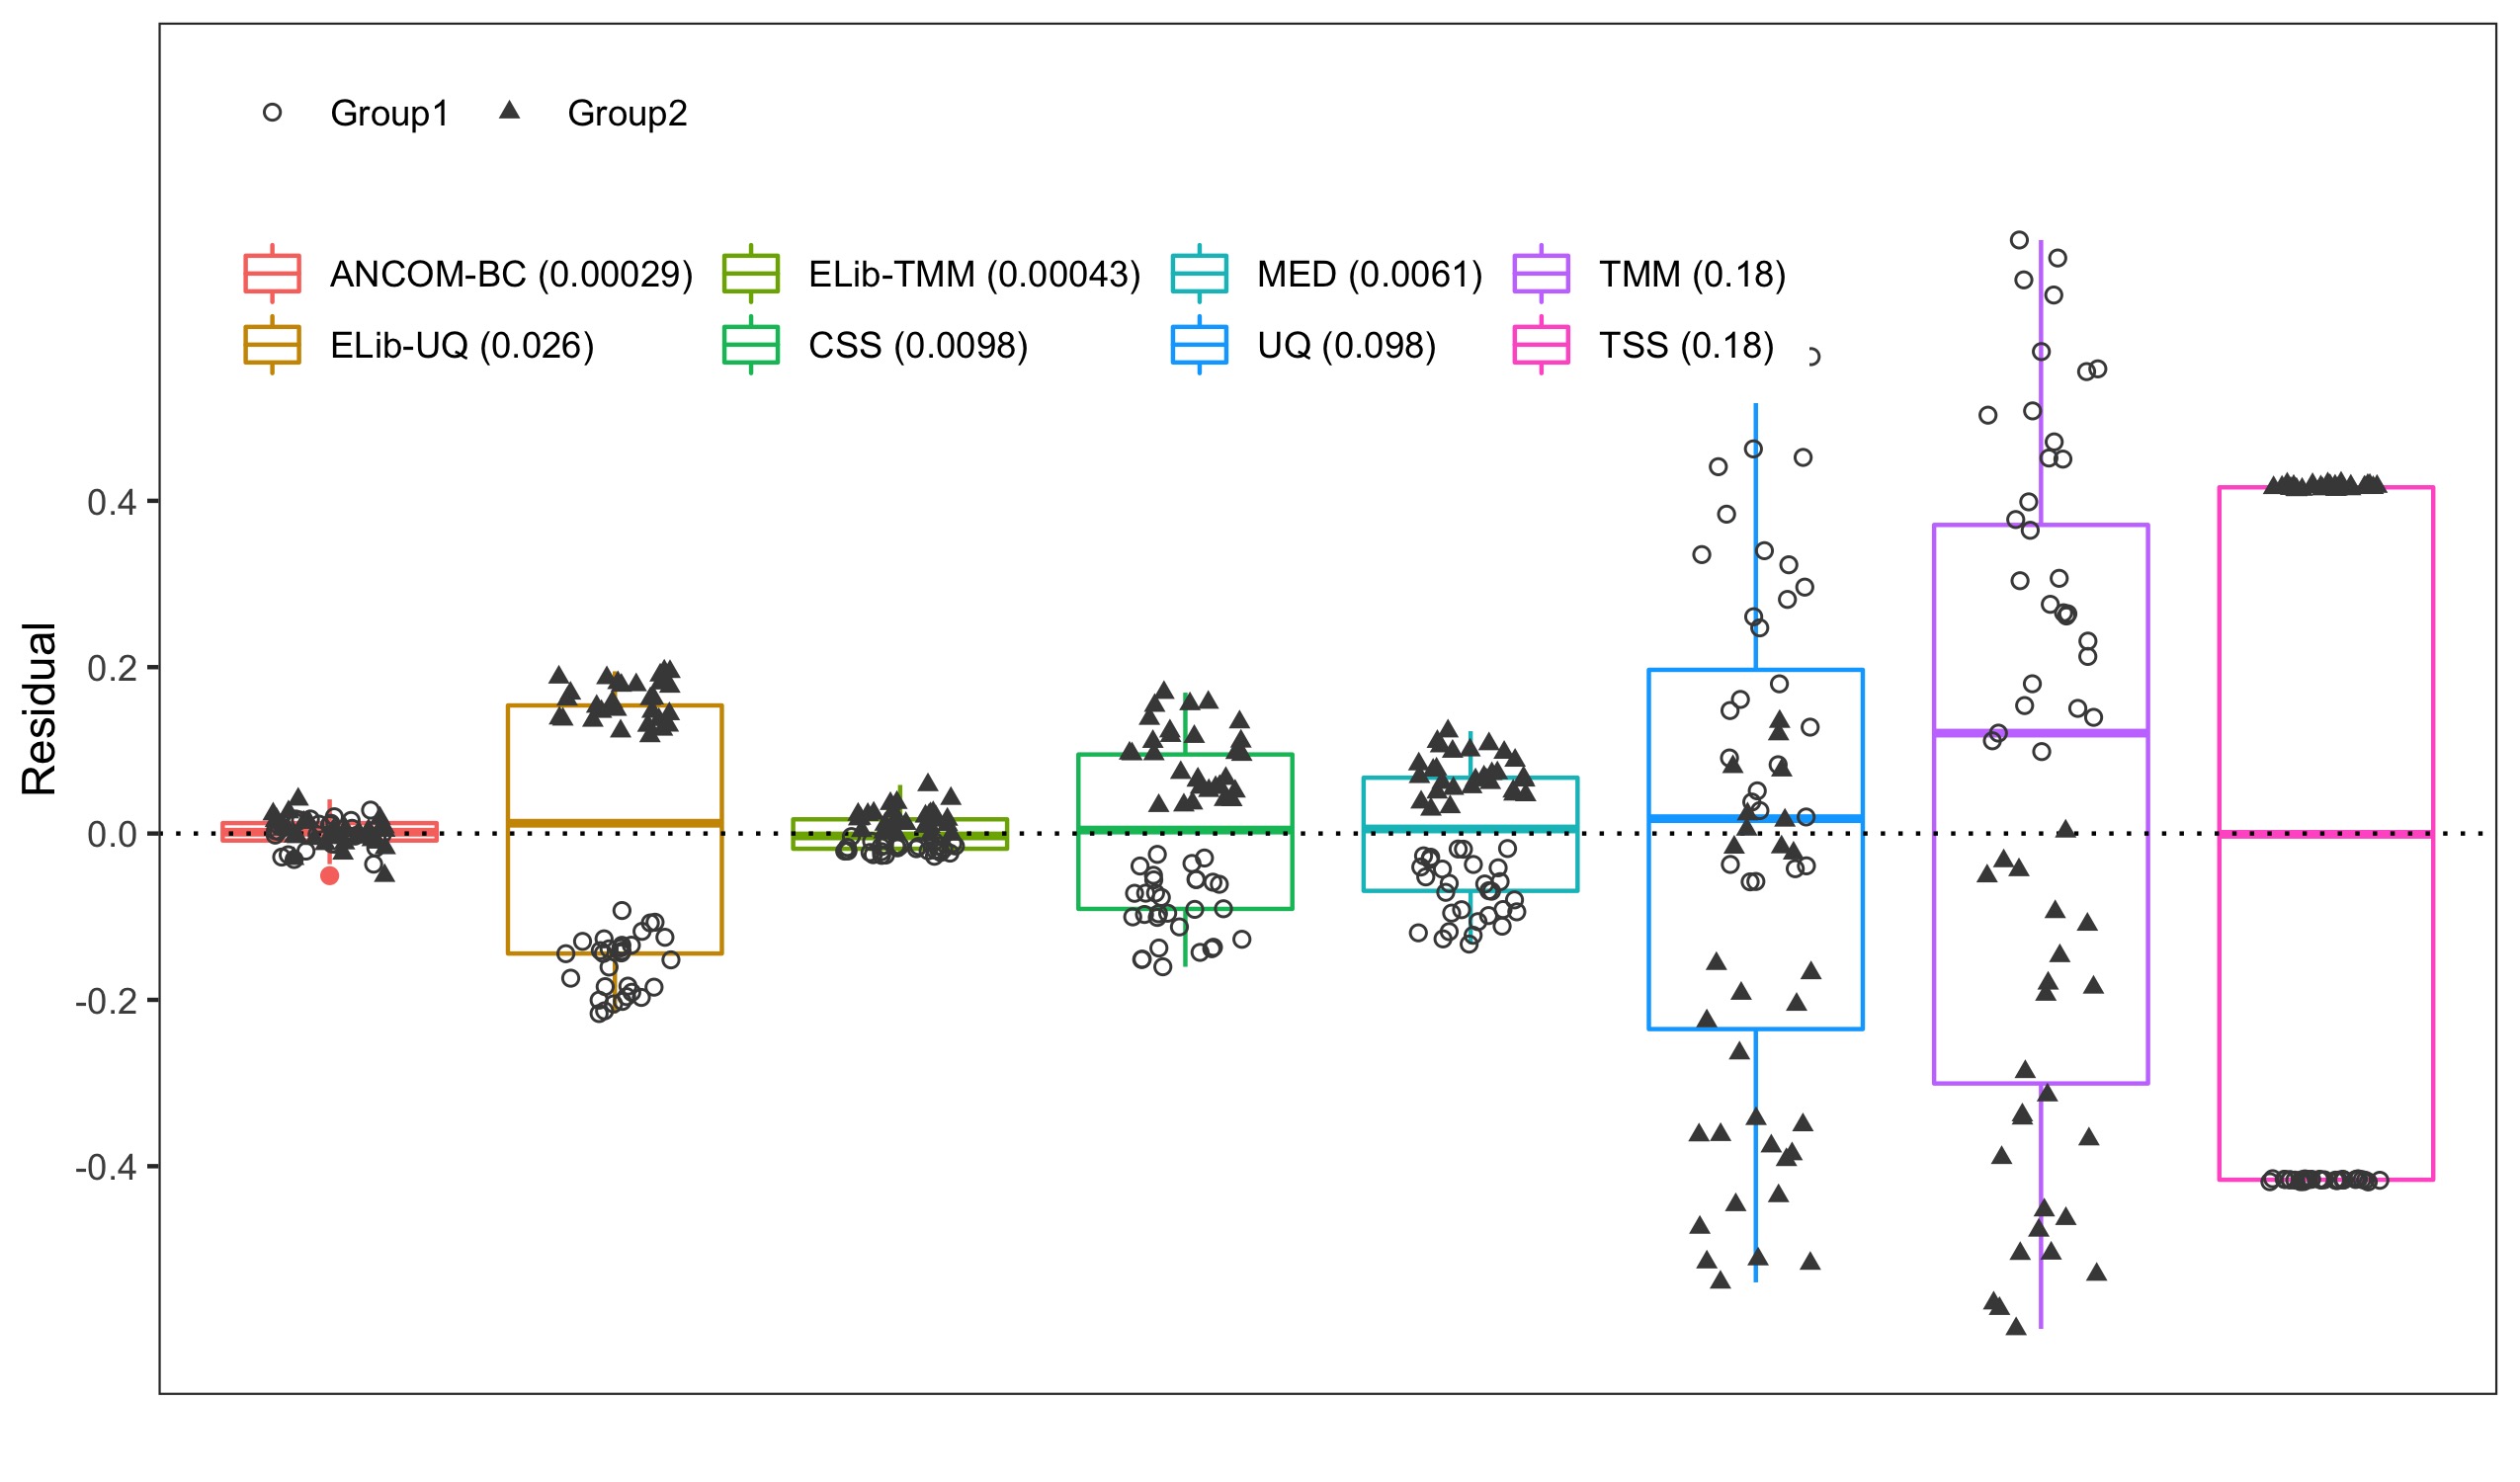 Group1 Group2
ANCOM-BC (0.00029) ELib-TMM (0.00043) MED (0.0061) TMM (0.18)
ELib-UQ (0.026) CSS (0.0098) UQ (0.098) TSS (0.18)
0.4
0.2
0.0
-0.2
-0.4
Residual